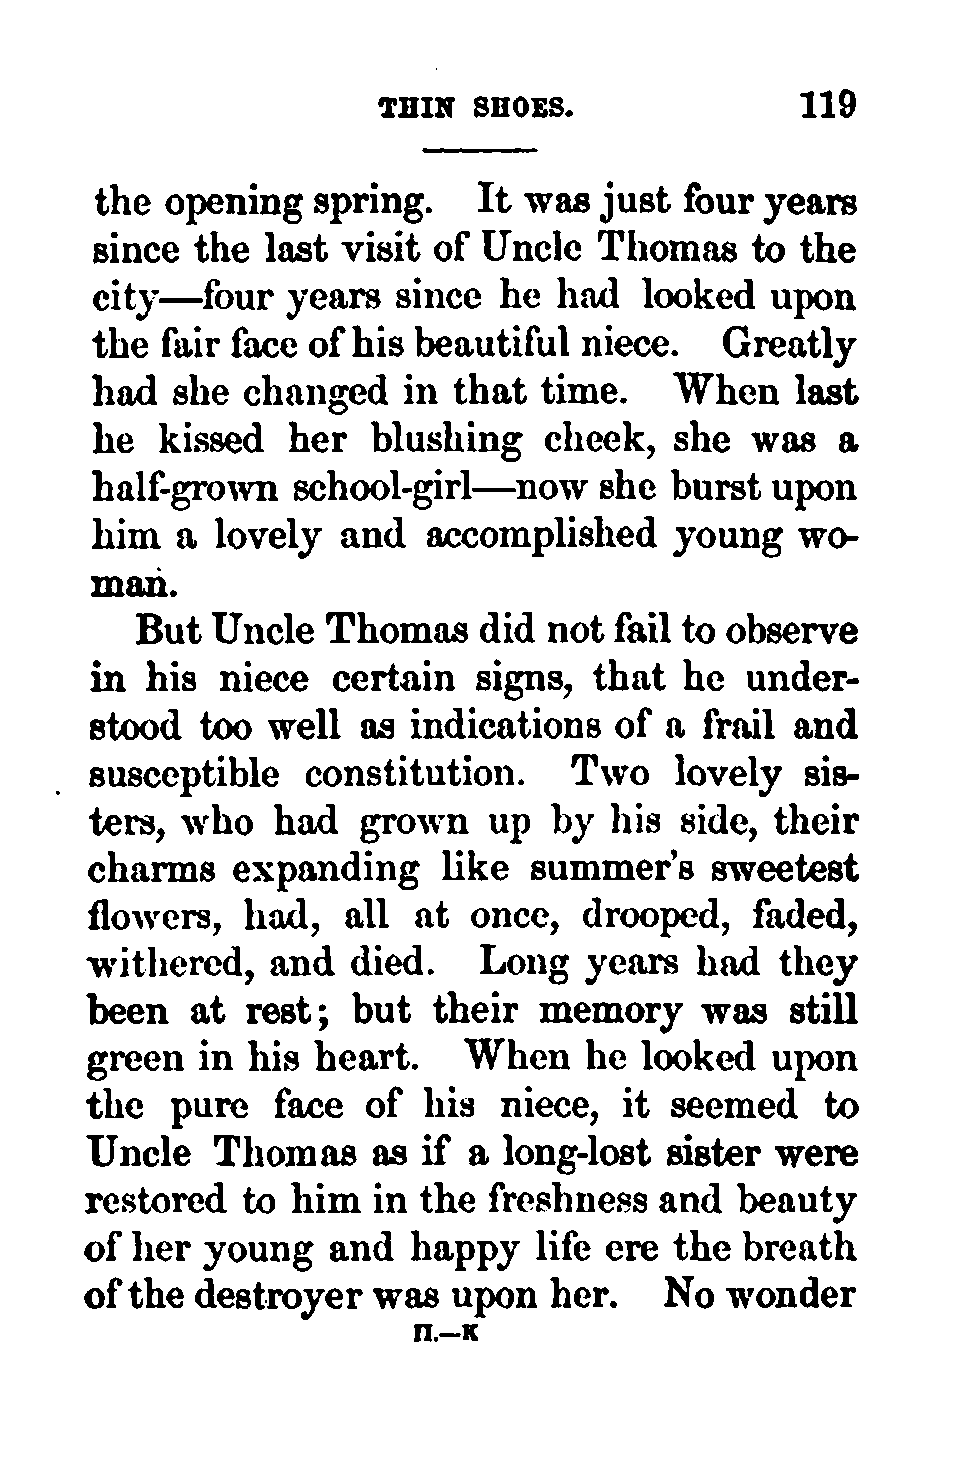 THIN SHOES. 119
the opening spring. It was just four years
since the last visit of Uncle Thomas to the
city—four years since he had looked upon
the fair face of his beautiful niece. Greatly
had she changed in that time. When last
he kissed her blushing cheek, she was a
half-grown school-girl—now she burst upon
him a lovely and accomplished young wo-
man.
But Uncle Thomas did not fail to observe
in his niece certain signs, that he under-
stood too well as indications of a frail and
susceptible constitution. Two lovely sis-
ters, who had grown up by his side, their
charms expanding like summer's sweetest
flowers, had, all at once, drooped, faded,
withered, and died. Long years had they
been at rest; but their memory was still
green in his heart. When he looked upon
the pure face of his niece, it seemed to
Uncle Thomas as if a long-lost sister were
restored to him in the freshness and beauty
of her young and happy life ere the breath
of the destroyer was upon her. No wonder
II.—K